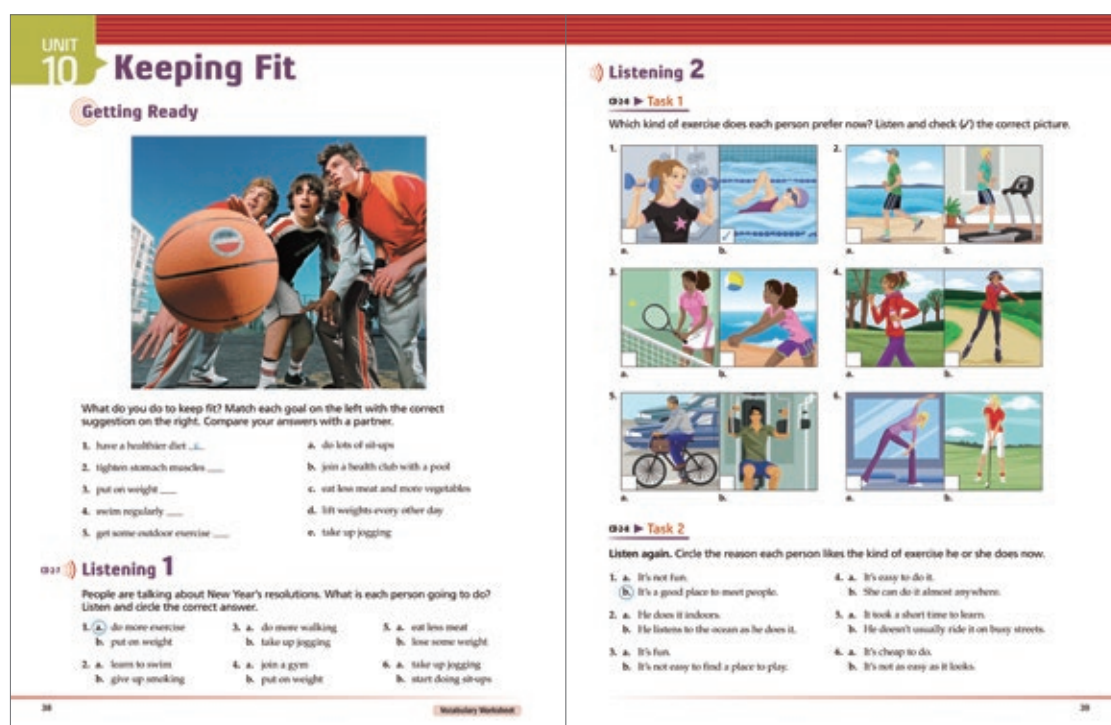 UNIT
10
Keeping Fit
Getting Ready
What do you do to keep fit? Match each goal on the left with the correct
suggestion on the right. Compare your answers with a partner.
1. have a healthier diet c
a. do lots of sit-ups
2. tighten stomach muscles ___
b. join a health club with a pool
3. put on weight ___
c. eat less meat and more vegetables
4. swim regularly ___
d. lift weights every other day
5. get some outdoor exercise ___
e. take up jogging
CD 2-7 Listening 1
People are talking about New Year's resolutions. What is each person going to do?
Listen and circle the correct answer.
1. a. do more exercise
b. put on weight
2. a. learn to swim
b. give up smoking
3. a. do more walking
b. take up jogging
4. a. join a gym
b. put on weight
5. a. eat less meat
b. lose some weight
6. a. take up jogging
b. start doing sit-ups
38
Vocabulary Worksheet
Listening 2
CD 2-8 ▶ Task 1
Which kind of exercise does each person prefer now? Listen and check (✓) the correct picture.
1.
a. b.
2.
a. b.
3.
a. b.
4.
a. b.
5.
a. b.
6.
a. b.
CD 2-8 ▶ Task 2
Listen again. Circle the reason each person likes the kind of exercise he or she does now.
1. a. It's not fun.
b. It's a good place to meet people.
2. a. He does it indoors.
b. He listens to the ocean as he does it.
3. a. It's fun.
b. It's not easy to find a place to play.
4. a. It's easy to do it.
b. She can do it almost anywhere.
5. a. It took a short time to learn.
b. He doesn't usually ride it on busy streets.
6. a. It's cheap to do.
b. It's not as easy as it looks.
39